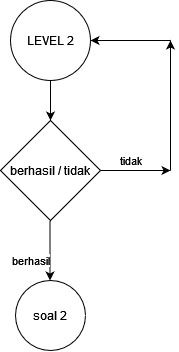 LEVEL 2
berhasil / tidak
tidak
berhasil
soal 2